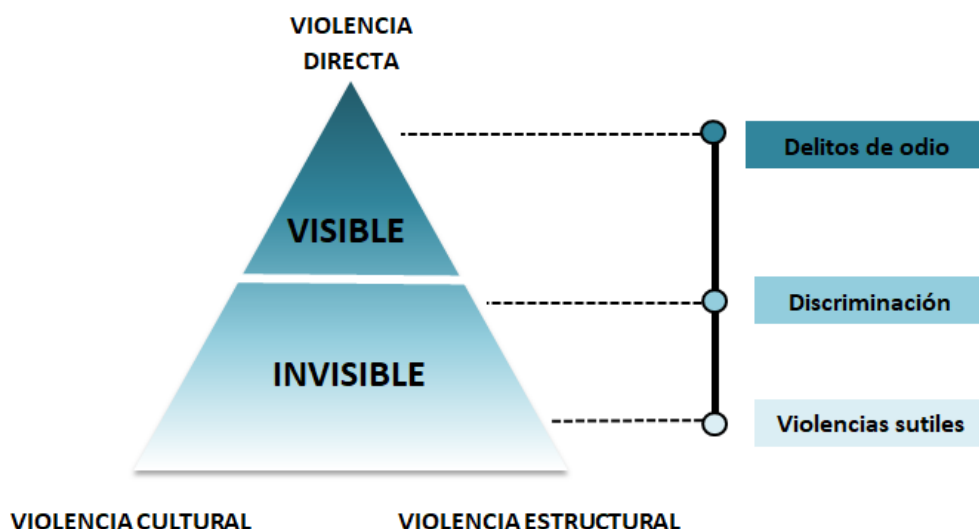 VIOLENCIA
DIRECTA
Delitos de odio
VISIBLE
Discriminación
INVISIBLE
Violencias sutiles
VIOLENCIA CULTURAL
VIOLENCIA ESTRUCTURAL